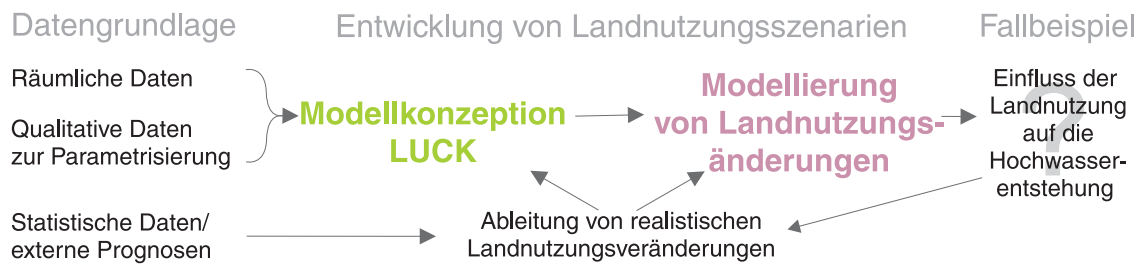 Datengrundlage
Entwicklung von Landnutzungsszenarien
Fallbeispiel
Räumliche Daten
Qualitative Daten
zur Parametrisierung
Statistische Daten/
externe Prognosen
Modellkonzeption
LUCK
Modellierung
von Landnutzungs-
änderungen
Ableitung von realistischen
Landnutzungsveränderungen
?
Einfluss der
Landnutzung
auf die
Hochwasser-
entstehung